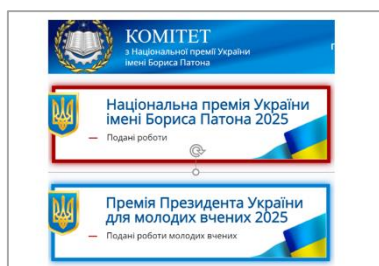 КОМІТЕТ
з Національної премії України
імені Бориса Патона
Національна премія України
імені Бориса Патона 2025
Подані роботи
Премія Президента України
для молодих вчених 2025
Подані роботи молодих вчених